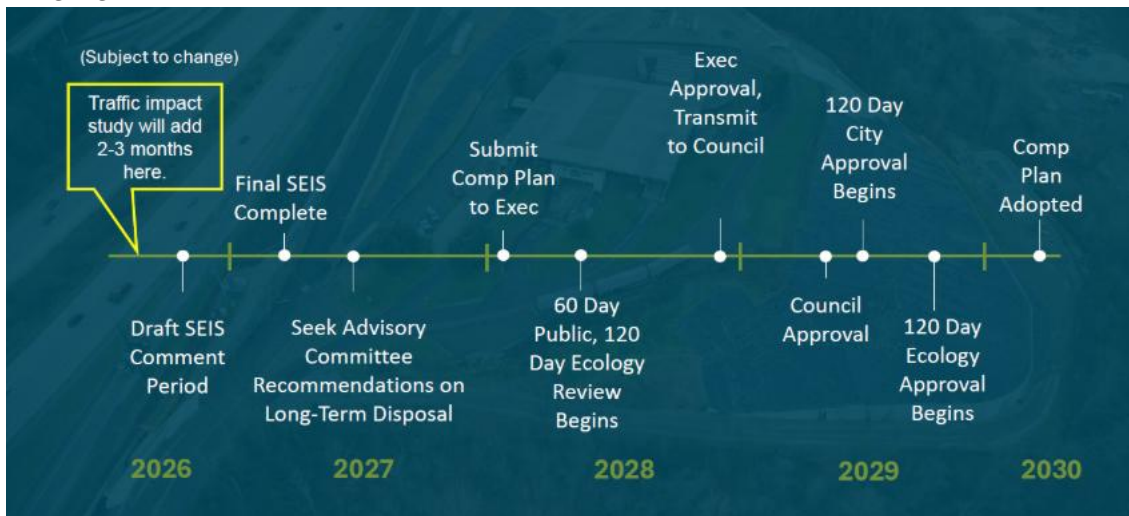 (Subject to change)
Traffic impact
study will add
2-3 months
here.
Final SEIS
Complete
Submit
Comp Plan
to Exec
Exec
Approval,
Transmit
to Council
120 Day
City
Approval
Begins
Comp
Plan
Adopted
Draft SEIS
Comment
Period
Seek Advisory
Committee
Recommendations on
Long-Term Disposal
60 Day
Public, 120
Day Ecology
Review
Begins
Council
Approval
120 Day
Ecology
Approval
Begins
2026
2027
2028
2029
2030